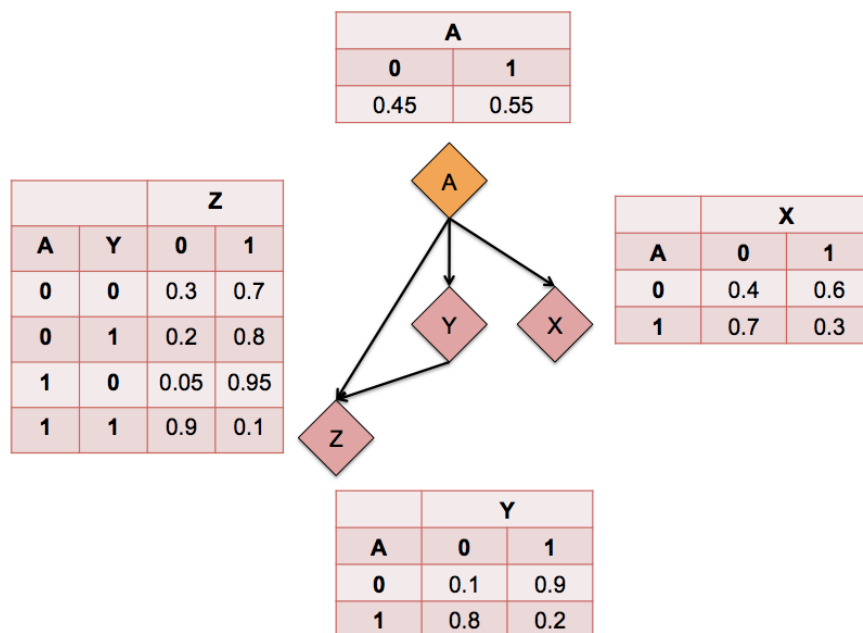 A
0 1
0.45 0.55
A
Z
A Y 0 1
0 0 0.3 0.7
0 1 0.2 0.8
1 0 0.05 0.95
1 1 0.9 0.1
X
A 0 1
0 0.4 0.6
1 0.7 0.3
Y X
Z
Y
A 0 1
0 0.1 0.9
1 0.8 0.2